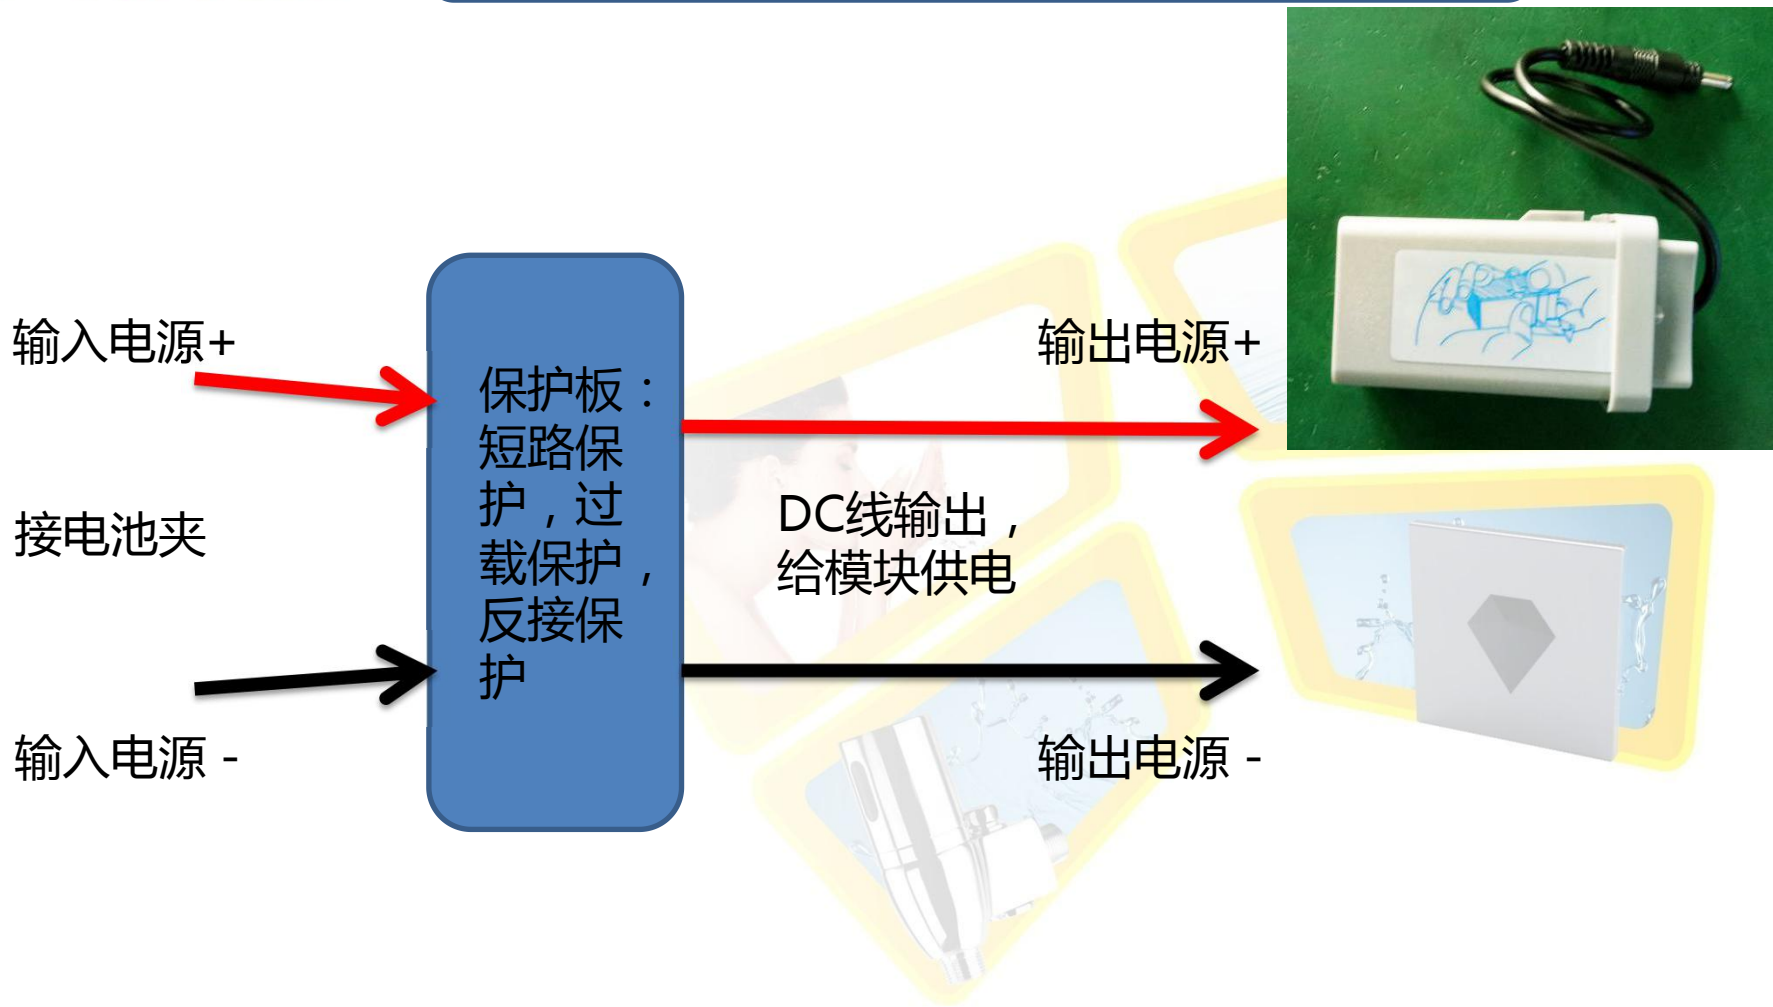 输入电源+
输出电源+
保护板：
短路保
护，过
载保护，
反接保
护
接电池夹
DC线输出，
给模块供电
输入电源 -
输出电源 -